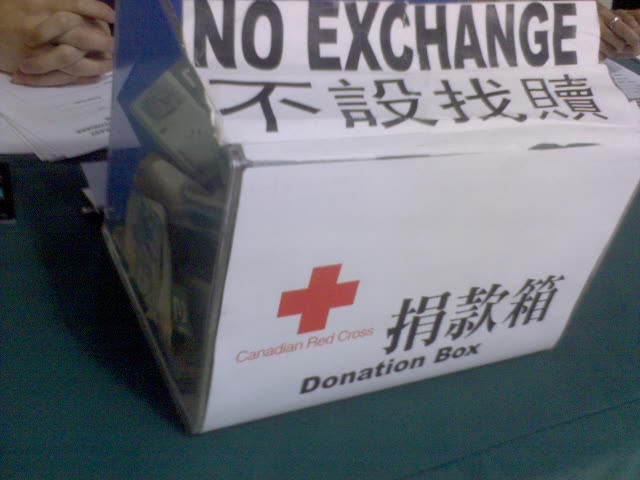 NO EXCHANGE
不設找贖
Canadian Red Cross
捐款箱
Donation Box